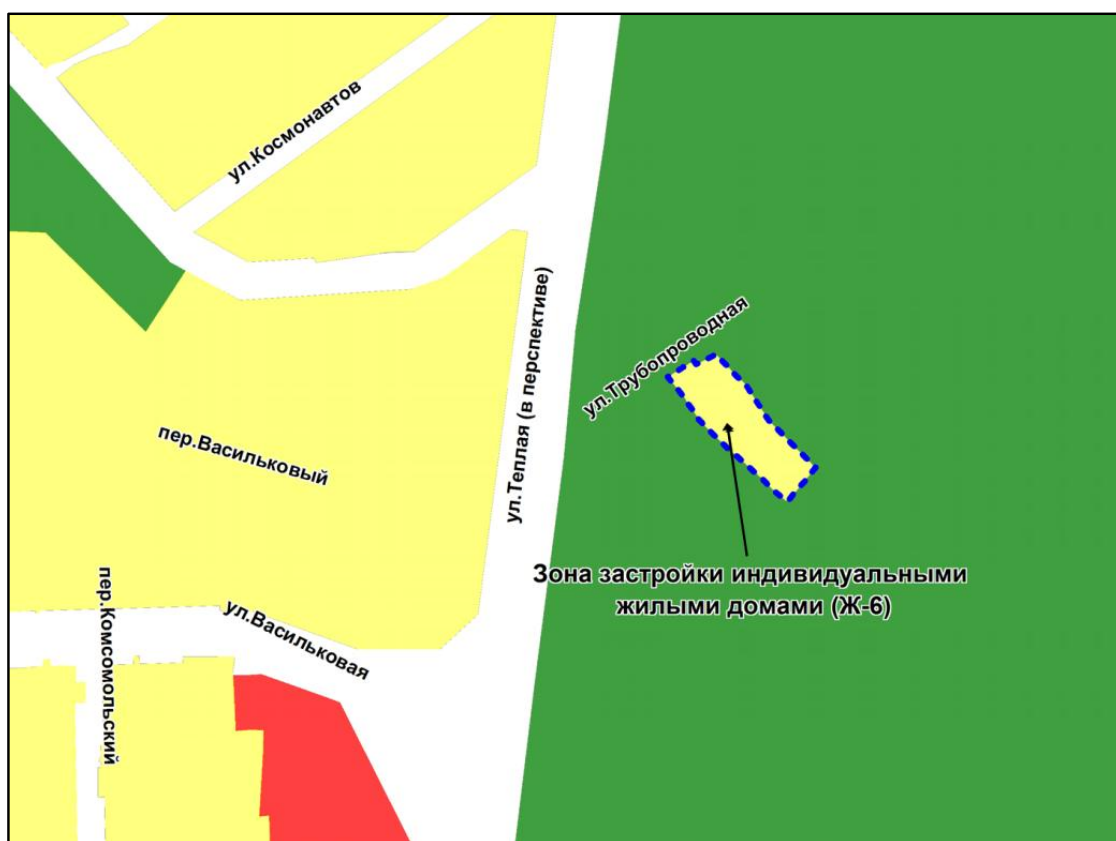 ул.Космонавтов
ул.Теплая (в перспективе)
ул.Трубопроводная
пер.Васильковый
Зона застройки индивидуальными
жилыми домами (Ж-6)
пер.Комсомольский
ул.Васильковая